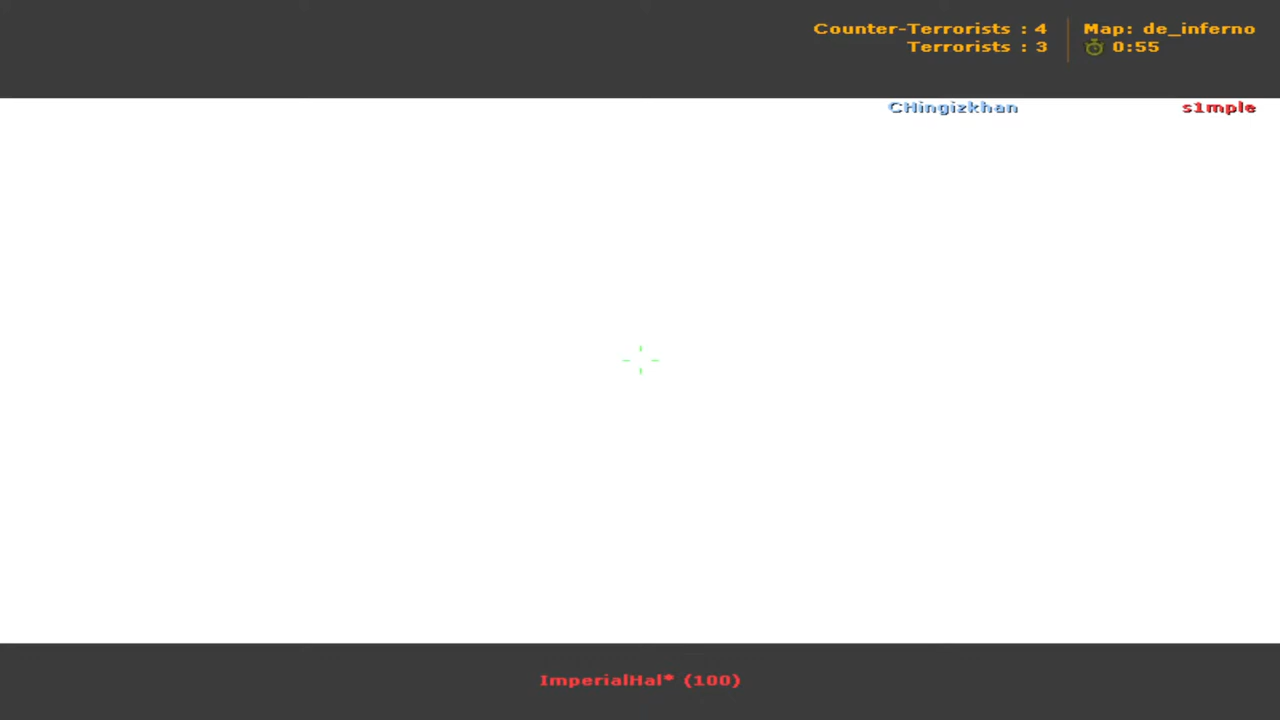 Counter-Terrorists : 4
Terrorists : 3
Map: de_inferno
0:55
CHingizkhan s1mple
ImperialHal* (100)